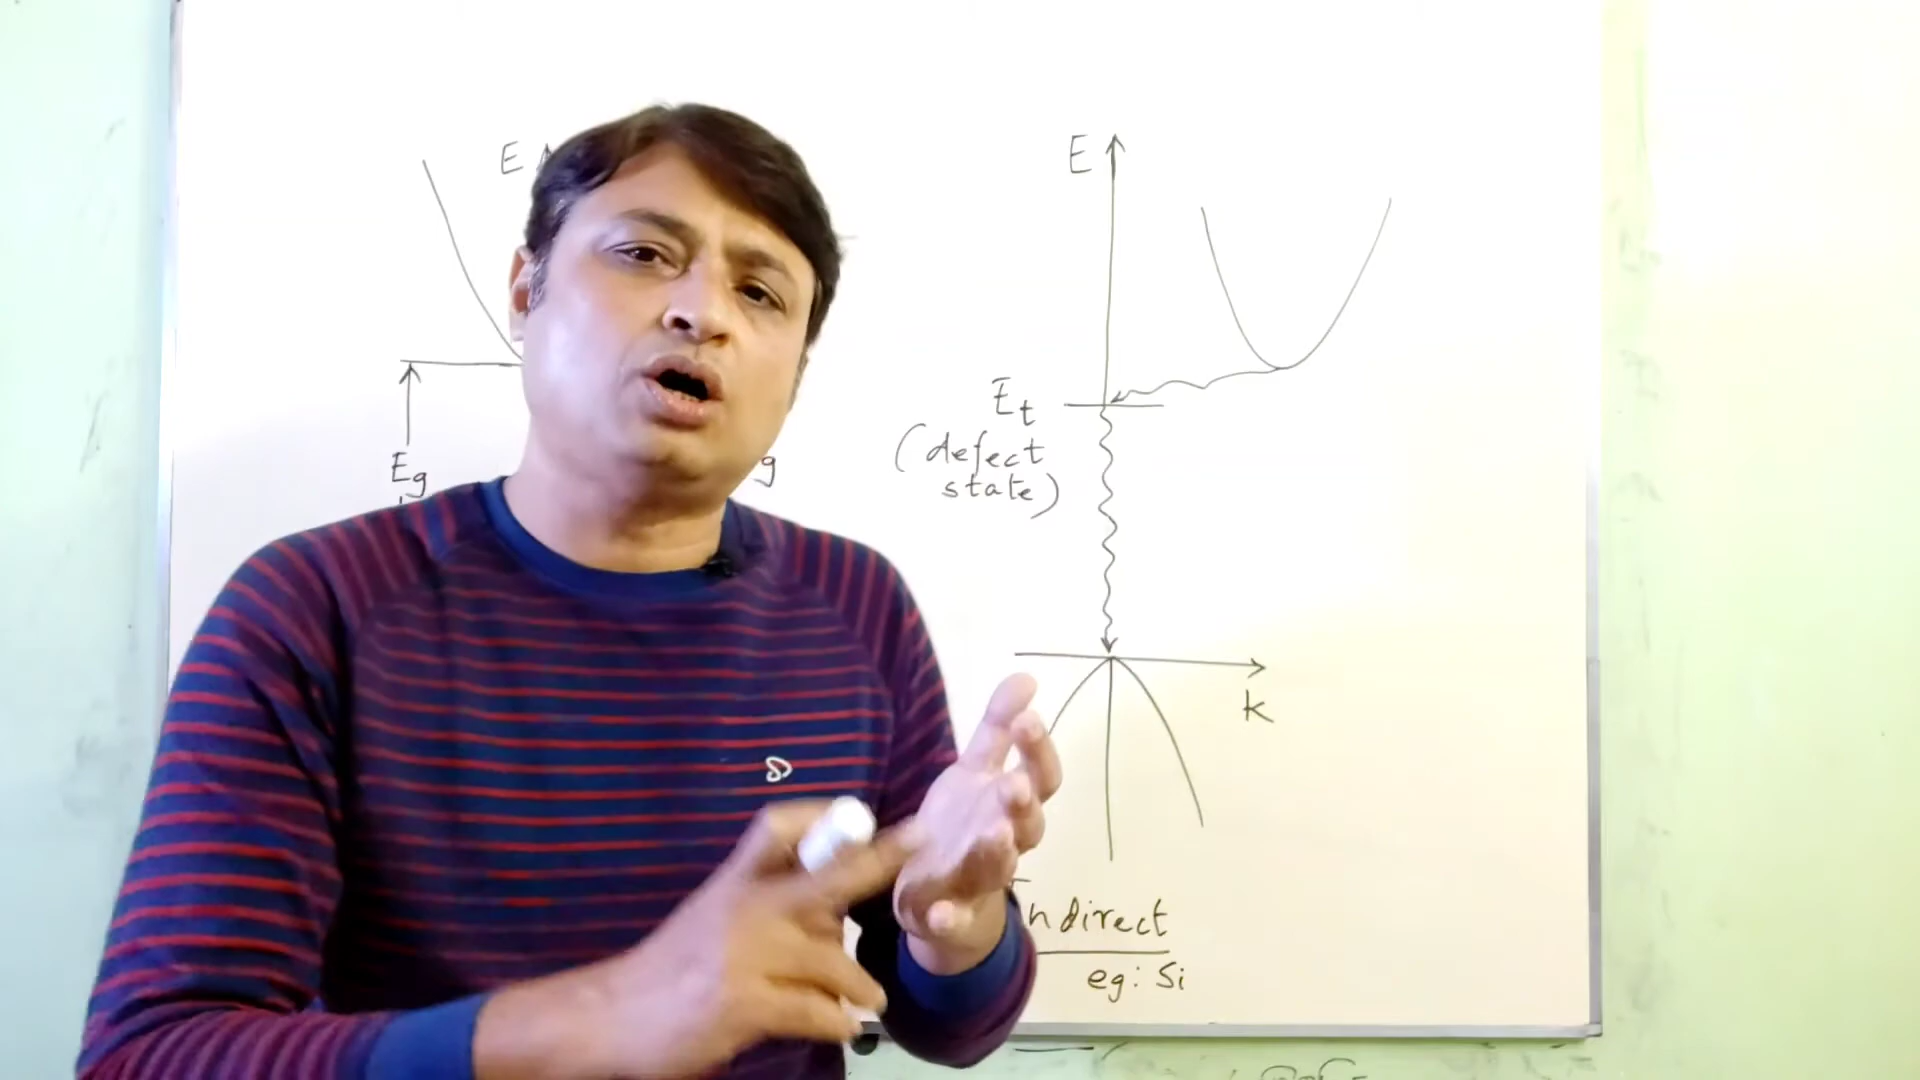 E
Eg
g
E
Et
(defect
state)
k
Indirect
eg: Si